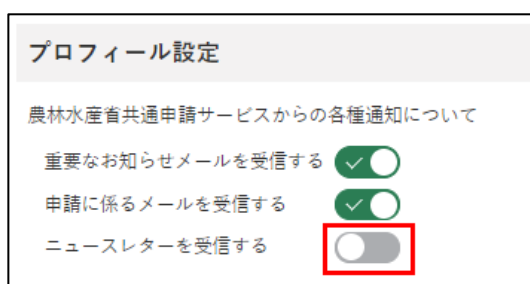 プロフィール設定
農林水産省共通申請サービスからの各種通知について
重要なお知らせメールを受信する
申請に係るメールを受信する
ニュースレターを受信する